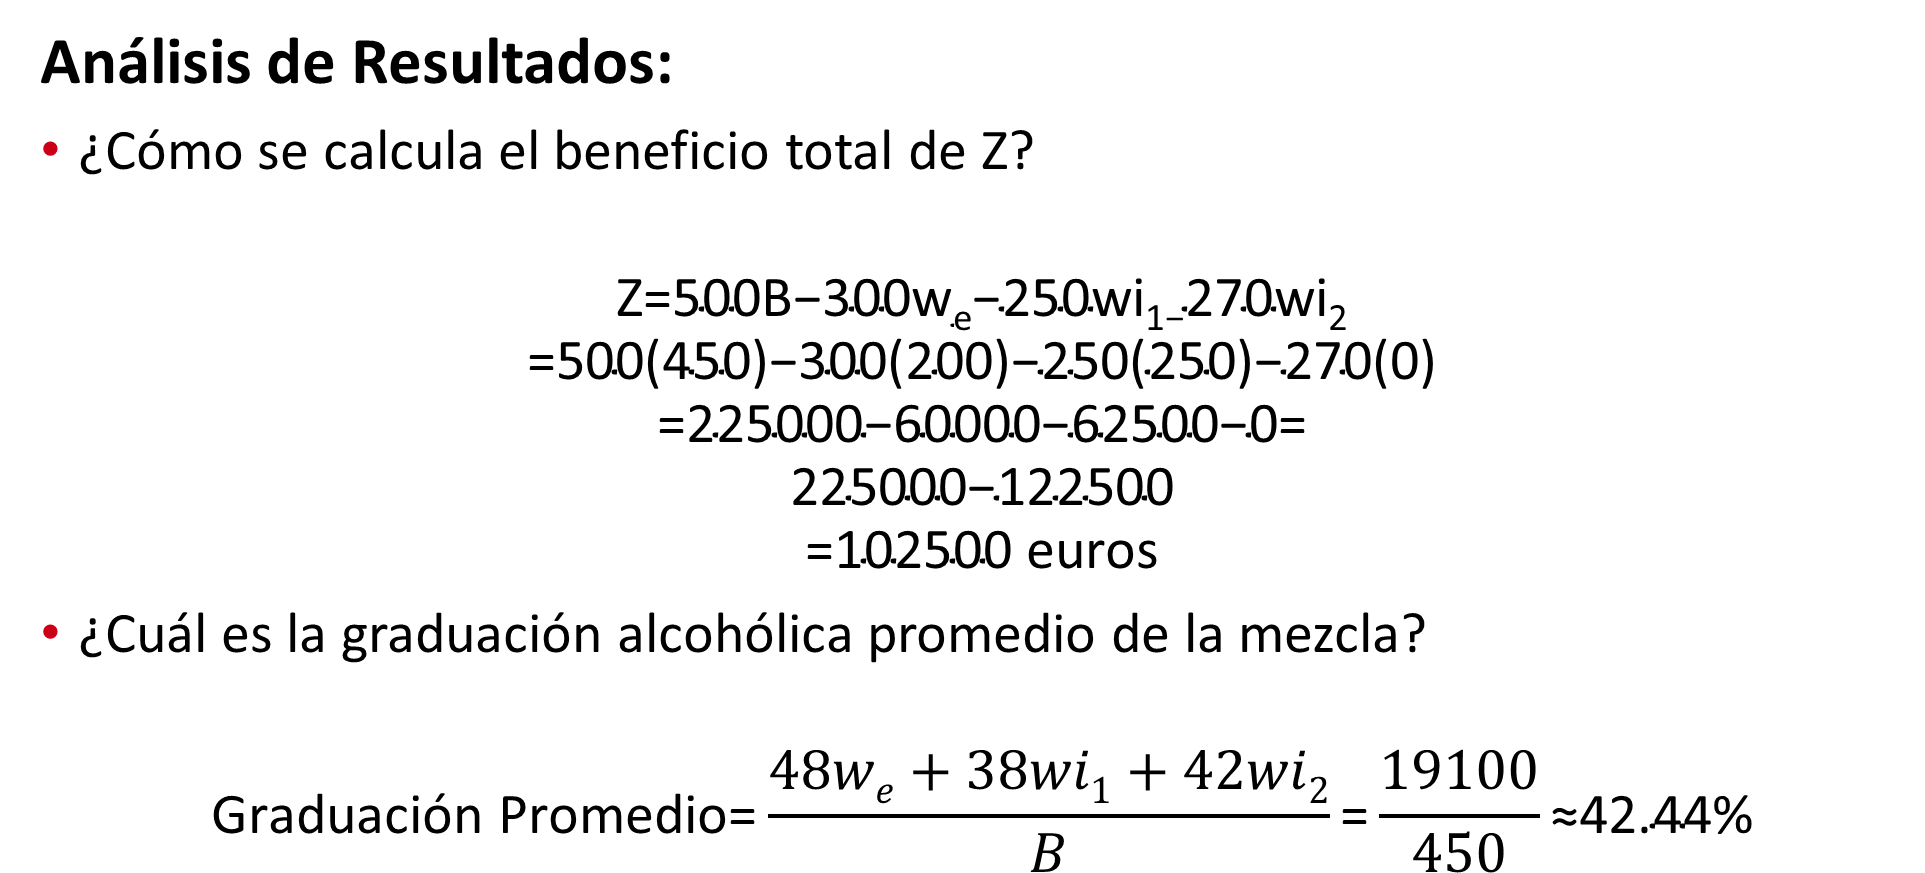 Análisis de Resultados:
• ¿Cómo se calcula el beneficio total de Z?
Z=500B−300wₑ−250wi₁₋270wi₂
=500(450)−300(200)−250(250)−270(0)
=225000−60000−62500−0=
225000−122500
=102500 euros
• ¿Cuál es la graduación alcohólica promedio de la mezcla?
Graduación Promedio= (48wₑ + 38wi₁ + 42wi₂)/B = 19100/450 ≈42.44%